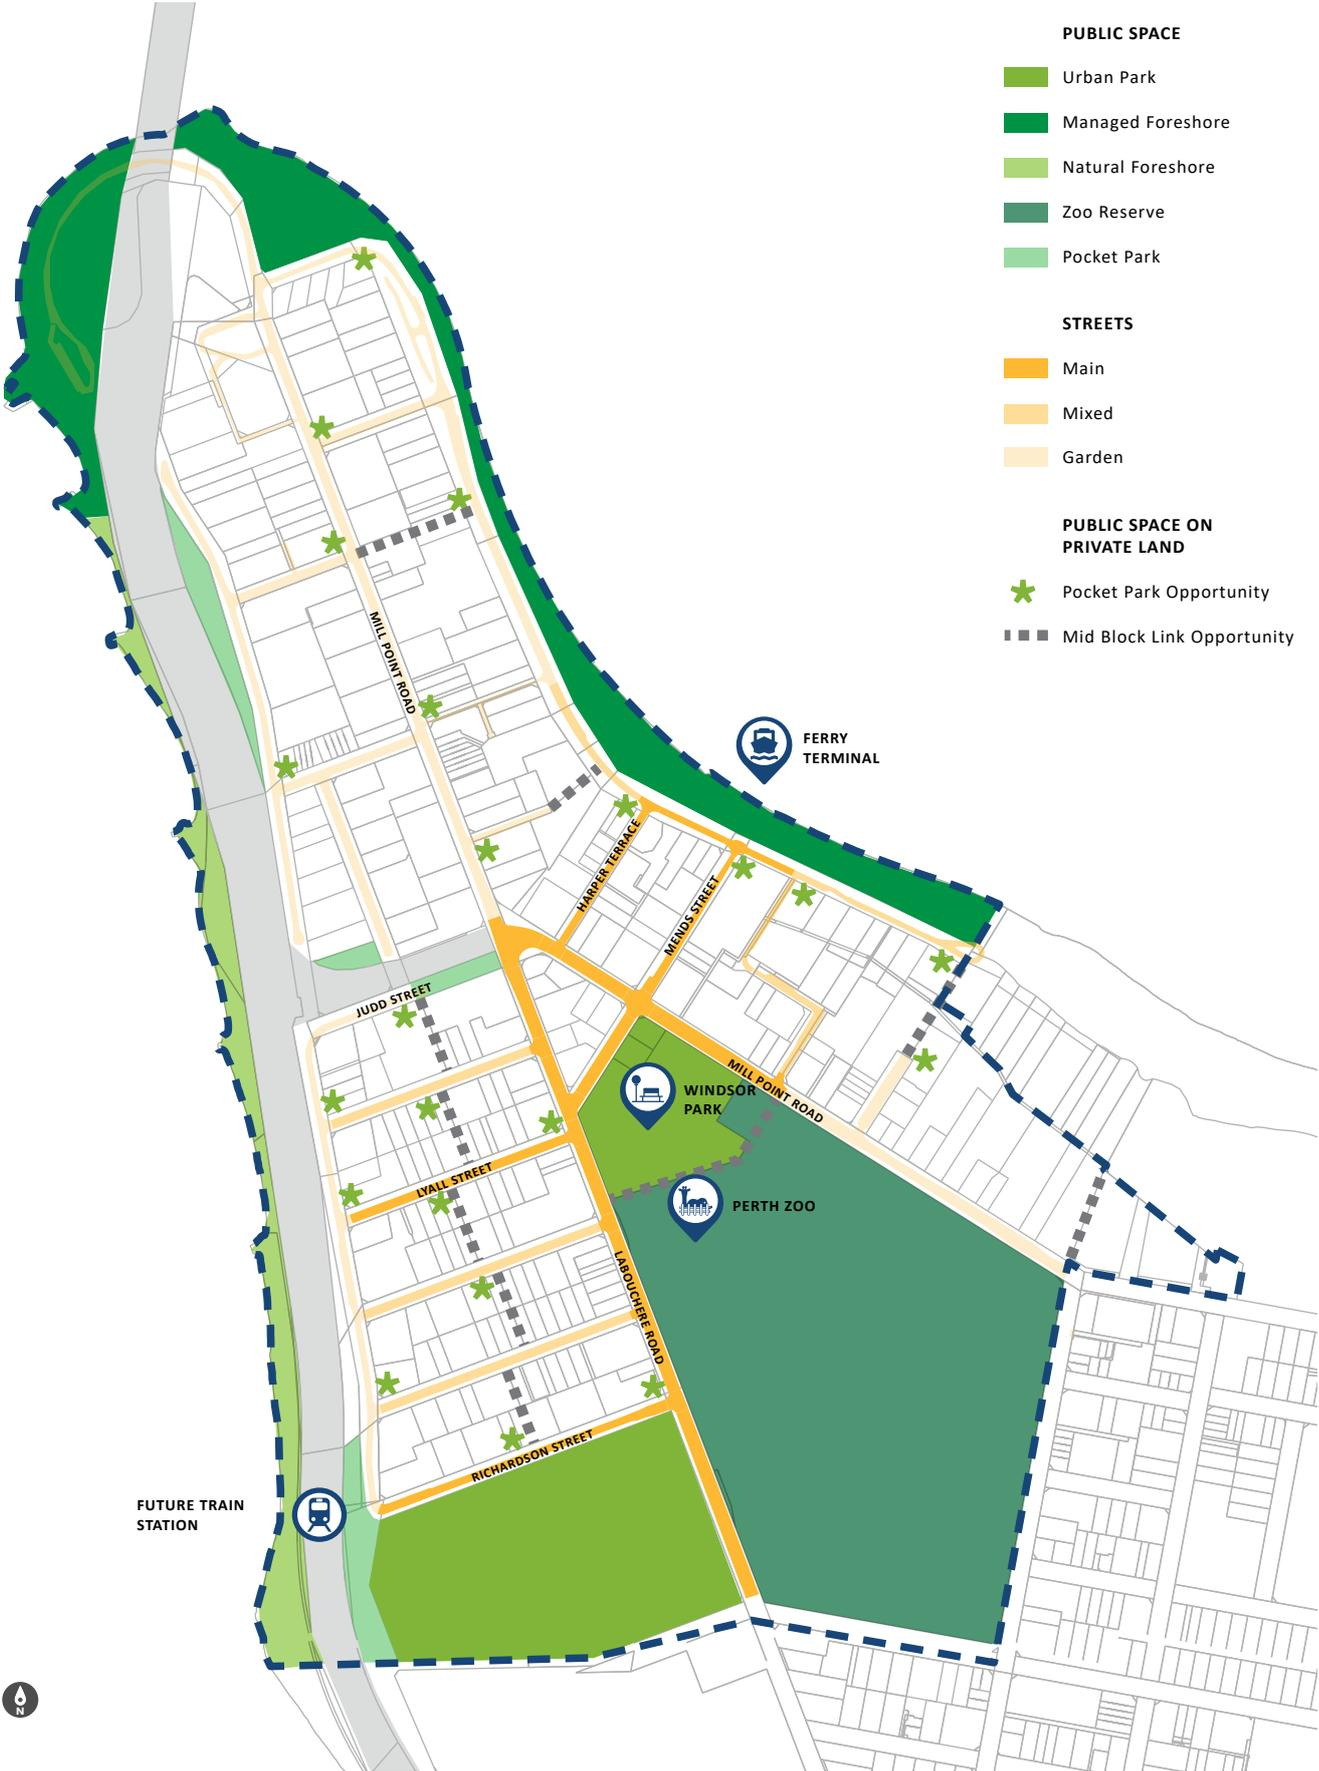 PUBLIC SPACE
Urban Park
Managed Foreshore
Natural Foreshore
Zoo Reserve
Pocket Park
STREETS
Main
Mixed
Garden
PUBLIC SPACE ON
PRIVATE LAND
Pocket Park Opportunity
Mid Block Link Opportunity
MILL POINT ROAD
FERRY
TERMINAL
HARPER TERRACE
MENDS STREET
JUDD STREET
MILL POINT ROAD
WINDSOR
PARK
LYALL STREET
PERTH ZOO
LABOUCHERE ROAD
RICHARDSON STREET
FUTURE TRAIN
STATION
N